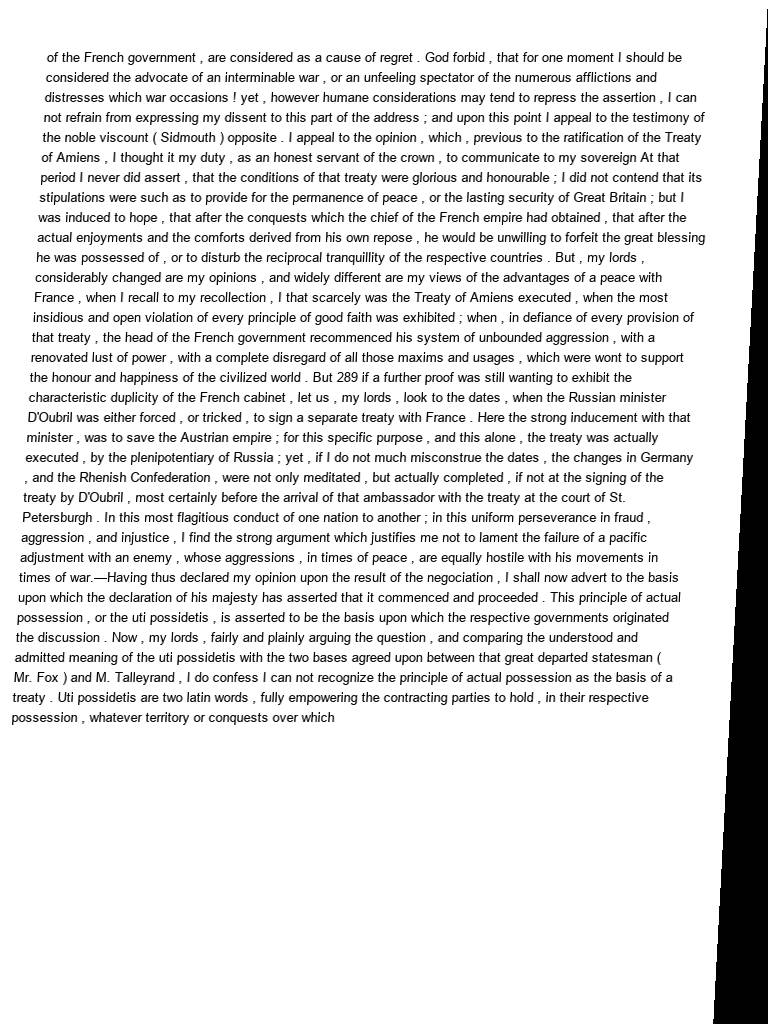 of the French government , are considered as a cause of regret . God forbid , that for one moment I should be
considered the advocate of an interminable war , or an unfeeling spectator of the numerous afflictions and
distresses which war occasions ! yet , however humane considerations may tend to repress the assertion , I can
not refrain from expressing my dissent to this part of the address ; and upon this point I appeal to the testimony of
the noble viscount ( Sidmouth ) opposite . I appeal to the opinion , which , previous to the ratification of the Treaty
of Amiens , I thought it my duty , as an honest servant of the crown , to communicate to my sovereign At that
period I never did assert , that the conditions of that treaty were glorious and honourable ; I did not contend that its
stipulations were such as to provide for the permanence of peace , or the lasting security of Great Britain ; but I
was induced to hope , that after the conquests which the chief of the French empire had obtained , that after the
actual enjoyments and the comforts derived from his own repose , he would be unwilling to forfeit the great blessing
he was possessed of , or to disturb the reciprocal tranquillity of the respective countries . But , my lords ,
considerably changed are my opinions , and widely different are my views of the advantages of a peace with
France , when I recall to my recollection , I that scarcely was the Treaty of Amiens executed , when the most
insidious and open violation of every principle of good faith was exhibited ; when , in defiance of every provision of
that treaty , the head of the French government recommenced his system of unbounded aggression , with a
renovated lust of power , with a complete disregard of all those maxims and usages , which were wont to support
the honour and happiness of the civilized world . But 289 if a further proof was still wanting to exhibit the
characteristic duplicity of the French cabinet , let us , my lords , look to the dates , when the Russian minister
D'Oubril was either forced , or tricked , to sign a separate treaty with France . Here the strong inducement with that
minister , was to save the Austrian empire ; for this specific purpose , and this alone , the treaty was actually
executed , by the plenipotentiary of Russia ; yet , if I do not much misconstrue the dates , the changes in Germany
, and the Rhenish Confederation , were not only meditated , but actually completed , if not at the signing of the
treaty by D'Oubril , most certainly before the arrival of that ambassador with the treaty at the court of St.
Petersburgh . In this most flagitious conduct of one nation to another ; in this uniform perseverance in fraud ,
aggression , and injustice , I find the strong argument which justifies me not to lament the failure of a pacific
adjustment with an enemy , whose aggressions , in times of peace , are equally hostile with his movements in
times of war.—Having thus declared my opinion upon the result of the negociation , I shall now advert to the basis
upon which the declaration of his majesty has asserted that it commenced and proceeded . This principle of actual
possession , or the uti possidetis , is asserted to be the basis upon which the respective governments originated
the discussion . Now , my lords , fairly and plainly arguing the question , and comparing the understood and
admitted meaning of the uti possidetis with the two bases agreed upon between that great departed statesman (
Mr. Fox ) and M. Talleyrand , I do confess I can not recognize the principle of actual possession as the basis of a
treaty . Uti possidetis are two latin words , fully empowering the contracting parties to hold , in their respective
possession , whatever territory or conquests over which